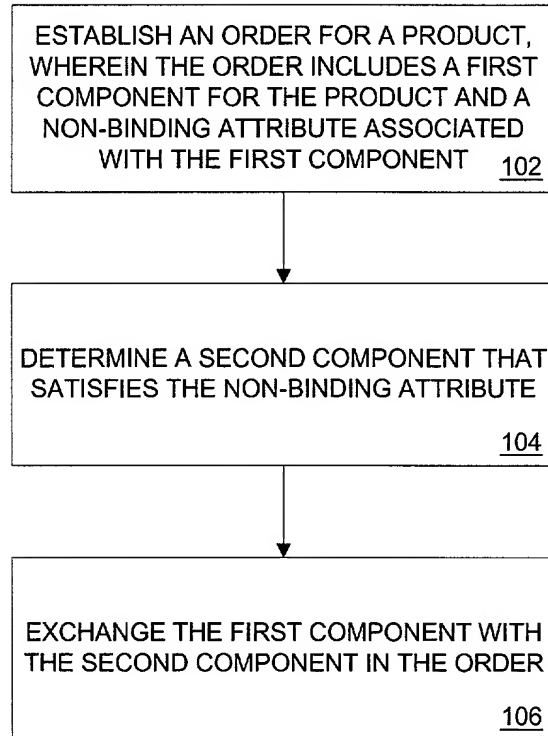 ESTABLISH AN ORDER FOR A PRODUCT,
WHEREIN THE ORDER INCLUDES A FIRST
COMPONENT FOR THE PRODUCT AND A
NON-BINDING ATTRIBUTE ASSOCIATED
WITH THE FIRST COMPONENT
102
DETERMINE A SECOND COMPONENT THAT
SATISFIES THE NON-BINDING ATTRIBUTE
104
EXCHANGE THE FIRST COMPONENT WITH
THE SECOND COMPONENT IN THE ORDER
106